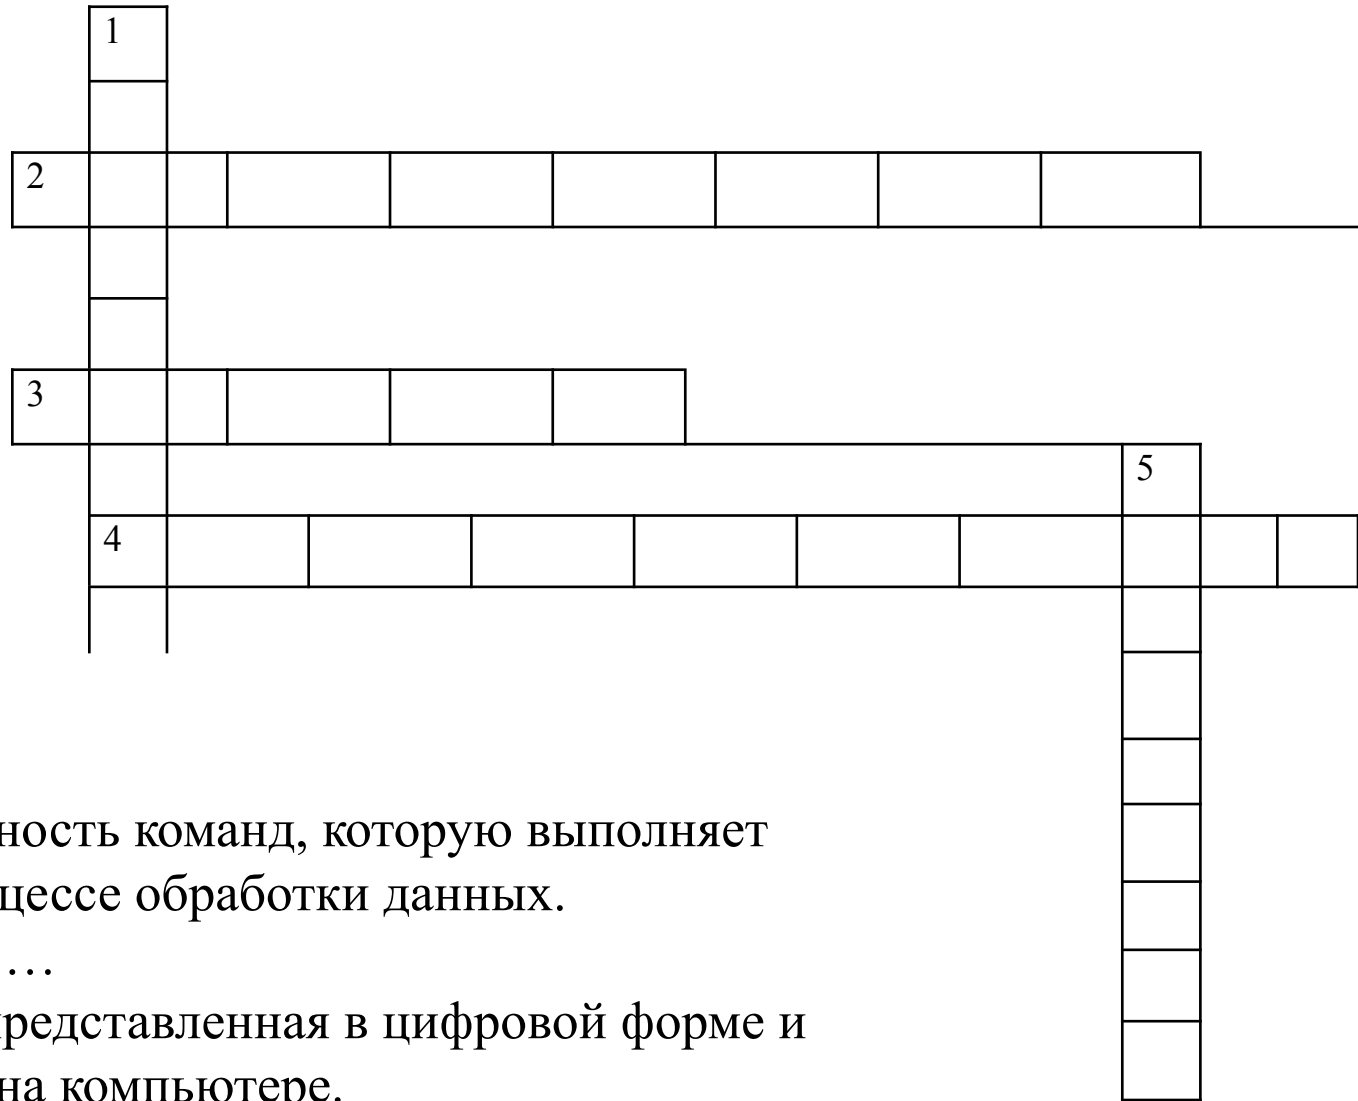 1
2
3
5
4
ность команд, которую выполняет
цессе обработки данных.
…
редставленная в цифровой форме и
на компьютере.